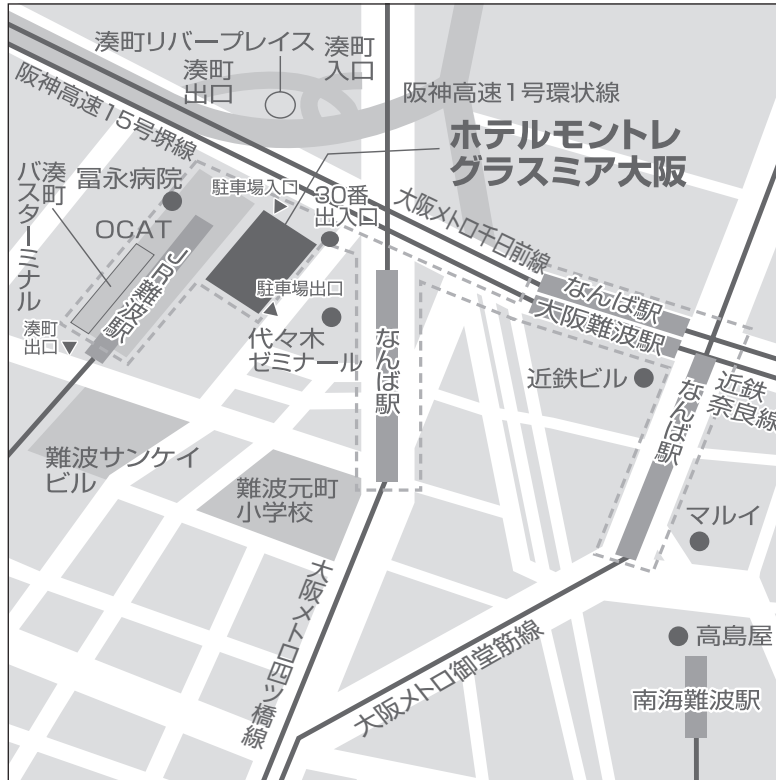 湊町リバープレイス
湊町
出口
湊町
入口
阪神高速1号環状線
阪神高速15号堺線
ホテルモントレ
グラスミア大阪
湊町
バスターミナル
冨永病院
駐車場入口
30番
出入口
大阪メトロ千日前線
OCAT
JR難波駅
駐車場出口
湊町
出口
代々木
ゼミナール
なんば駅
なんば駅
大阪難波駅
近鉄ビル
なんば駅
近鉄
奈良線
難波サンケイ
ビル
難波元町
小学校
マルイ
大阪メトロ四ツ橋線
大阪メトロ御堂筋線
高島屋
南海難波駅